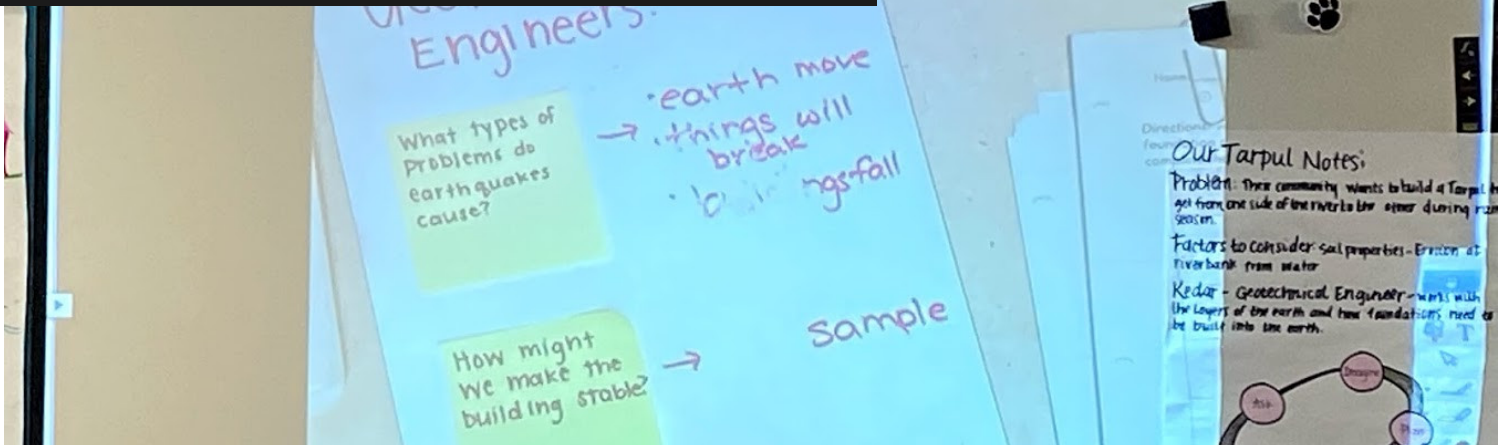 Engineers:
What types of
problems do
earthquakes
cause?
→ ·earth move
·things will
break
fall
How might
we make the
building stable?
→ sample
Directions
Our Tarpul Notes:
Problem: Their community wants to build a Tarpul
get from one side of the river to the other during
season.
Factors to consider: soil properties - Erosion at
riverbank from water
Kedar - Geotechnical Engineer - works with
the layers of the earth and how foundations need to
be built into the earth.
Imagine
Ask
Plan